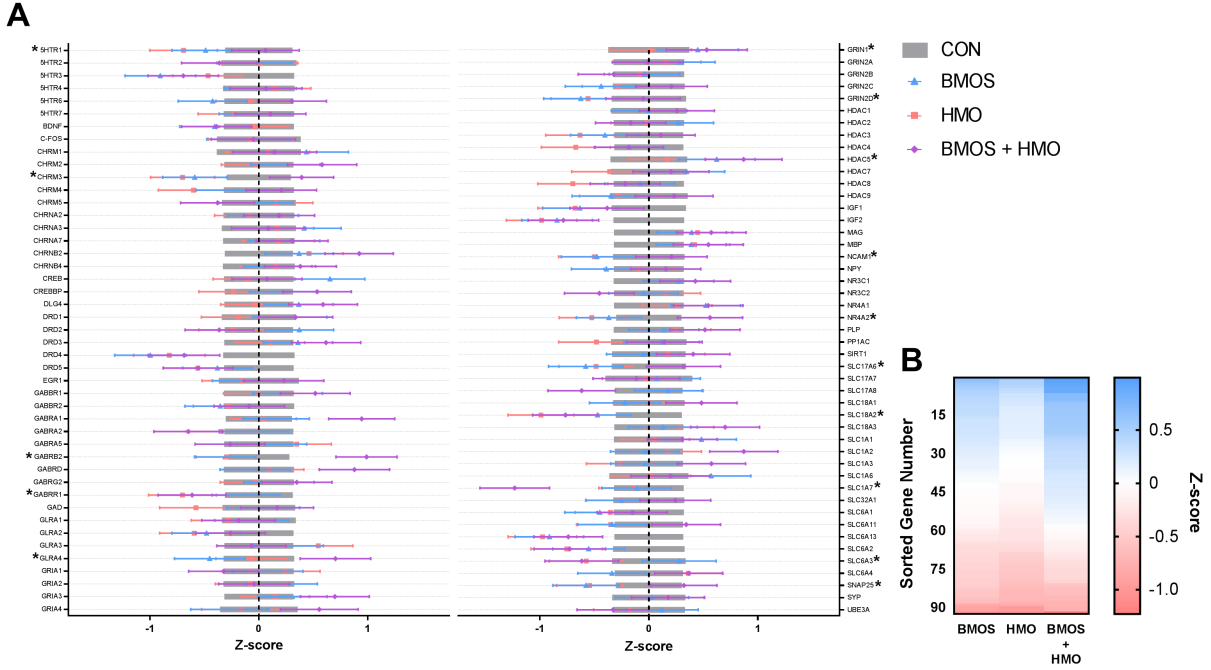 A
*5HTR1
5HTR2
5HTR3
5HTR4
5HTR6
5HTR7
BDNF
C-FOS
CHRM1
CHRM2
*CHRM3
CHRM4
CHRM5
CHRNA2
CHRNA3
CHRNA7
CHRNB2
CHRNB4
CREB
CREBBP
DLG4
DRD1
DRD2
DRD3
DRD4
DRD5
EGR1
GABBR1
GABBR2
GABRA1
GABRA2
GABRA5
*GABRB2
GABRD
GABRG2
*GABRR1
GAD
GLRA1
GLRA2
GLRA3
*GLRA4
GRIA1
GRIA2
GRIA3
GRIA4
-1 0 1
Z-score
GRIN1*
GRIN2A
GRIN2B
GRIN2C
GRIN2D*
HDAC1
HDAC2
HDAC3
HDAC4
HDAC5*
HDAC7
HDAC8
HDAC9
IGF1
IGF2
MAG
MBP
NCAM1*
NPY
NR3C1
NR3C2
NR4A1
NR4A2*
PLP
PP1AC
SIRT1
SLC17A6*
SLC17A7
SLC17A8
SLC18A1
SLC18A2*
SLC18A3
SLC1A1
SLC1A2
SLC1A3
SLC1A6
SLC1A7*
SLC32A1
SLC6A1
SLC6A11
SLC6A13
SLC6A2
SLC6A3*
SLC6A4
SNAP25*
SYP
UBE3A
-1 0 1
Z-score
CON
BMOS
HMO
BMOS + HMO
B
Sorted Gene Number
15
30
45
60
75
90
BMOS HMO BMOS
+
HMO
0.5
0
-0.5
-1.0
Z-score